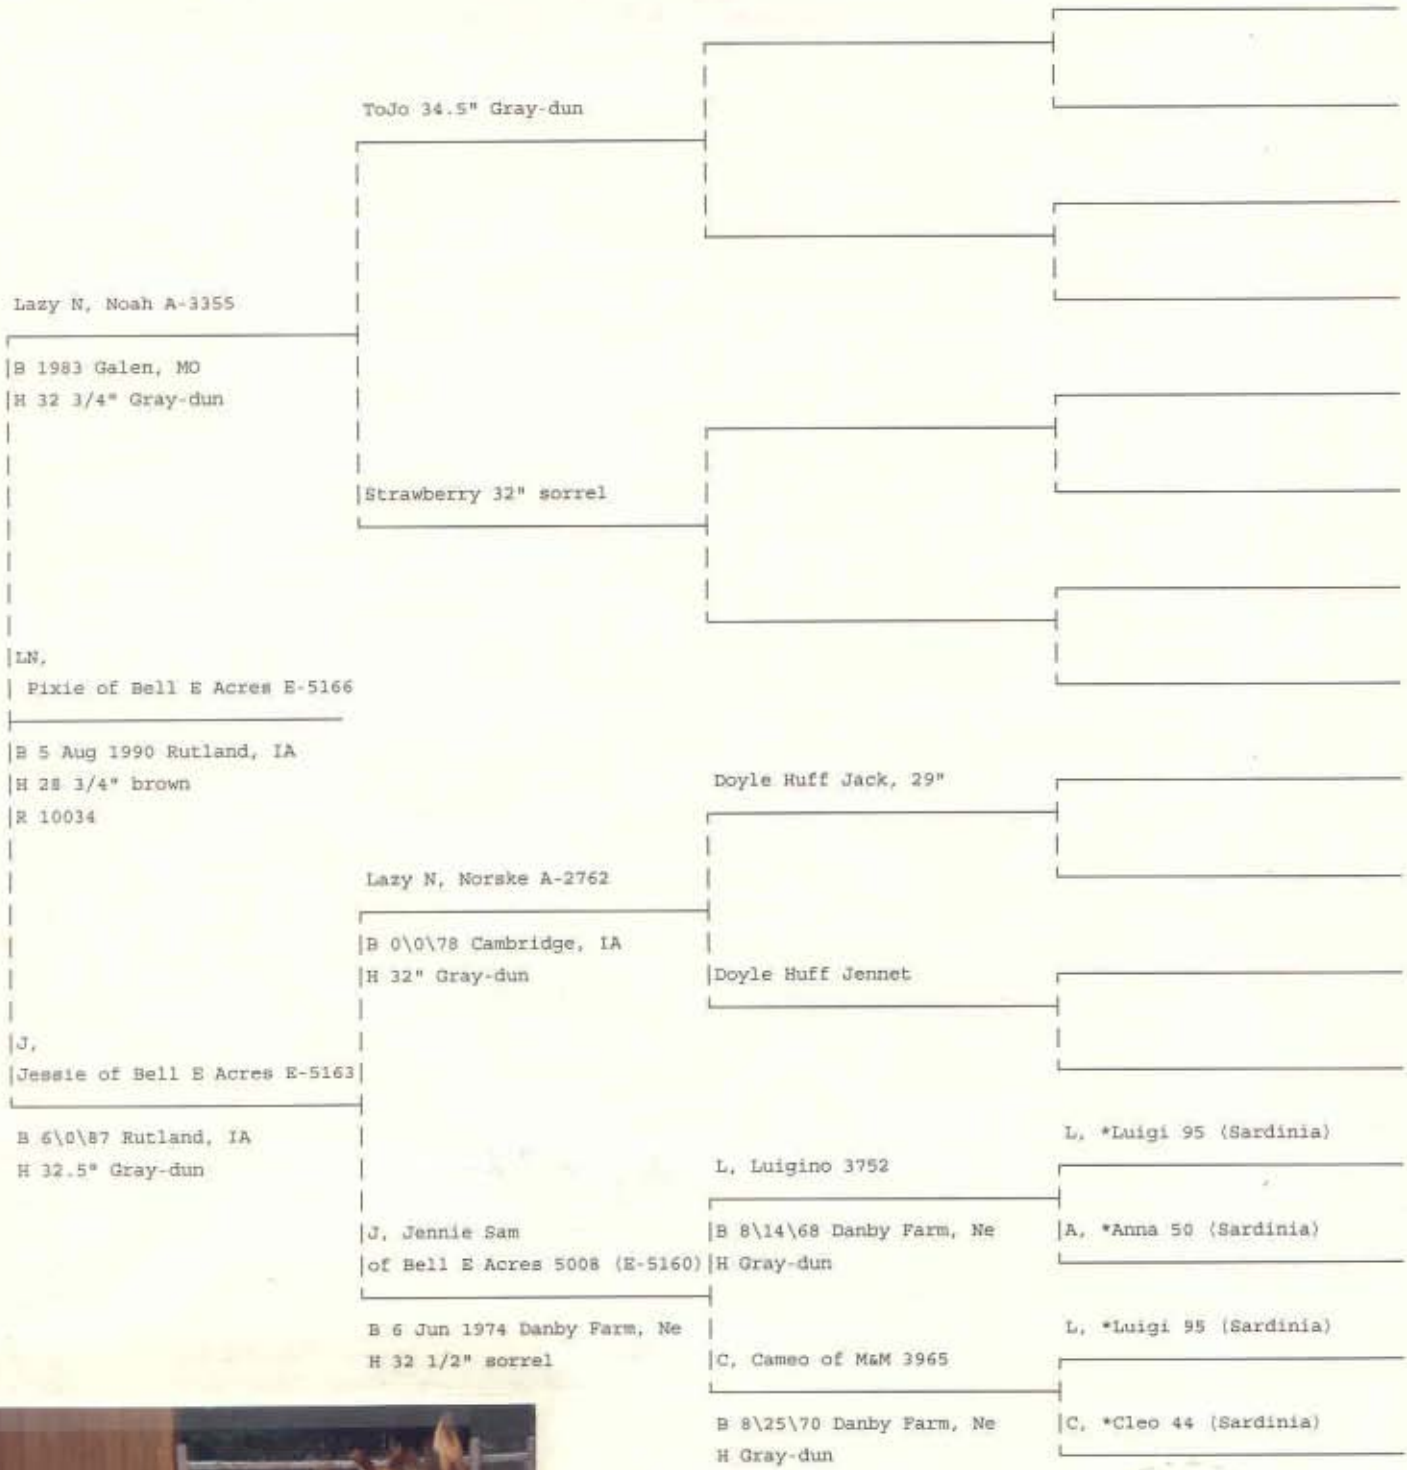 ToJo 34.5" Gray-dun
Lazy N, Noah A-3355
B 1983 Galen, MO
H 32 3/4" Gray-dun
Strawberry 32" sorrel
LN,
Pixie of Bell E Acres E-5166
B 5 Aug 1990 Rutland, IA
H 28 3/4" brown
R 10034
Doyle Huff Jack, 29"
Lazy N, Norske A-2762
B 0\0\78 Cambridge, IA
H 32" Gray-dun
Doyle Huff Jennet
J,
Jessie of Bell E Acres E-5163
B 6\0\87 Rutland, IA
H 32.5" Gray-dun
L, *Luigi 95 (Sardinia)
L, Luigino 3752
B 8\14\68 Danby Farm, Ne
H Gray-dun
A, *Anna 50 (Sardinia)
J, Jennie Sam
of Bell E Acres 5008 (E-5160)
B 6 Jun 1974 Danby Farm, Ne
H 32 1/2" sorrel
L, *Luigi 95 (Sardinia)
C, Cameo of M&M 3965
B 8\25\70 Danby Farm, Ne
H Gray-dun
C, *Cleo 44 (Sardinia)